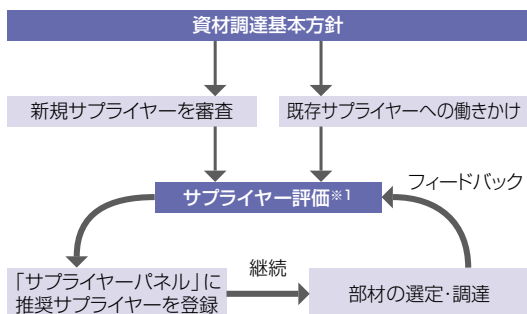 資材調達基本方針
新規サプライヤーを審査
既存サプライヤーへの働きかけ
サプライヤー評価※1
フィードバック
「サプライヤーパネル」に
推奨サプライヤーを登録
継続
部材の選定・調達